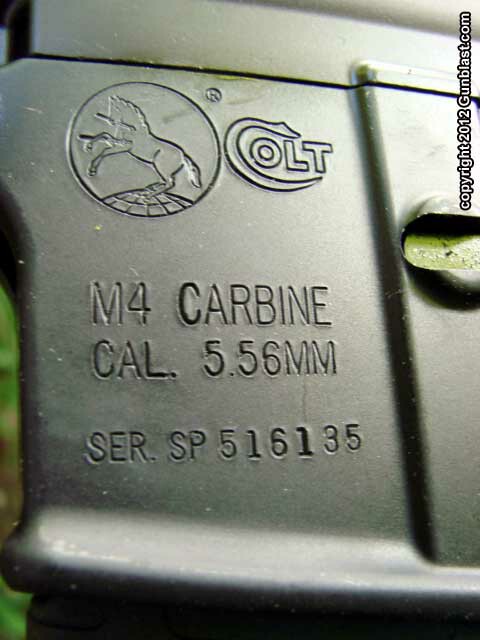 copyright 2012 Gunblast.com
®
COLT
M4 CARBINE
CAL. 5.56MM
SER. SP 516135